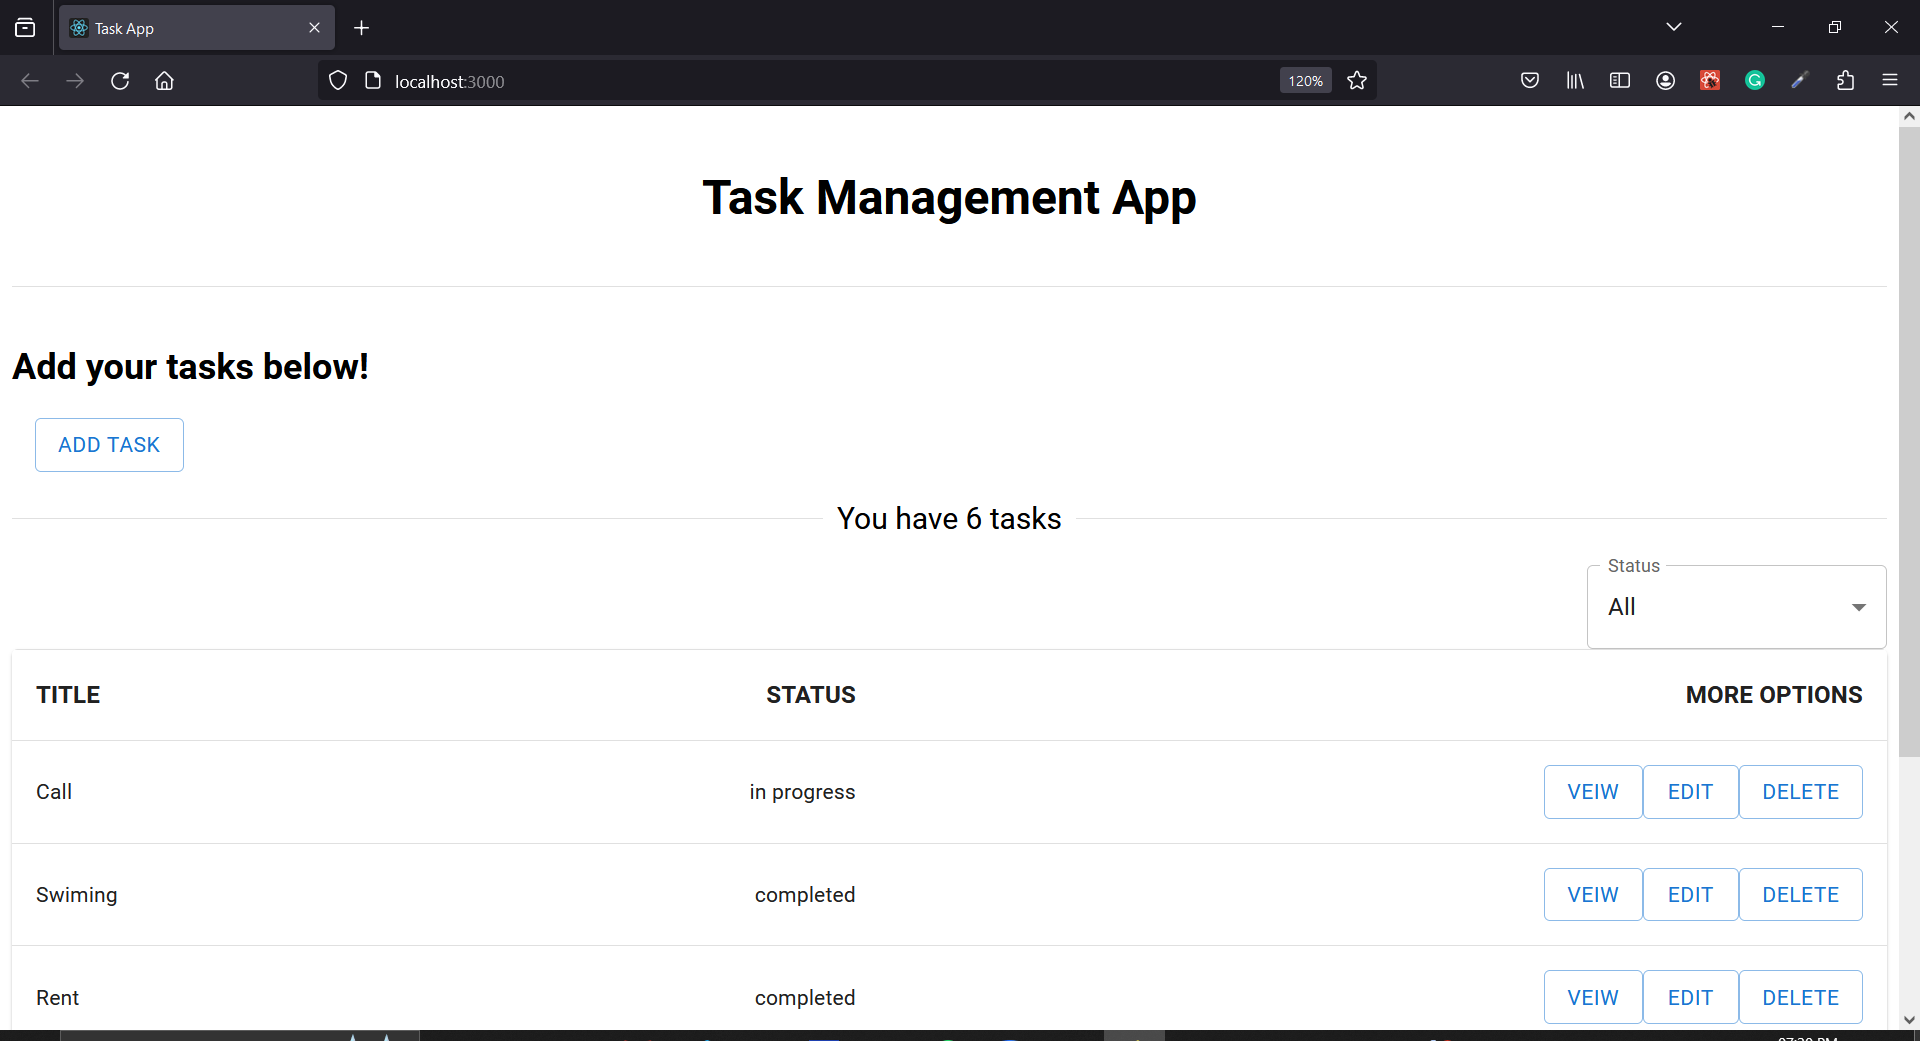 Task App
localhost:3000
120%
Task Management App
Add your tasks below!
ADD TASK
You have 6 tasks
Status
All
TITLE STATUS MORE OPTIONS
Call in progress VEIW EDIT DELETE
Swiming completed VEIW EDIT DELETE
Rent completed VEIW EDIT DELETE